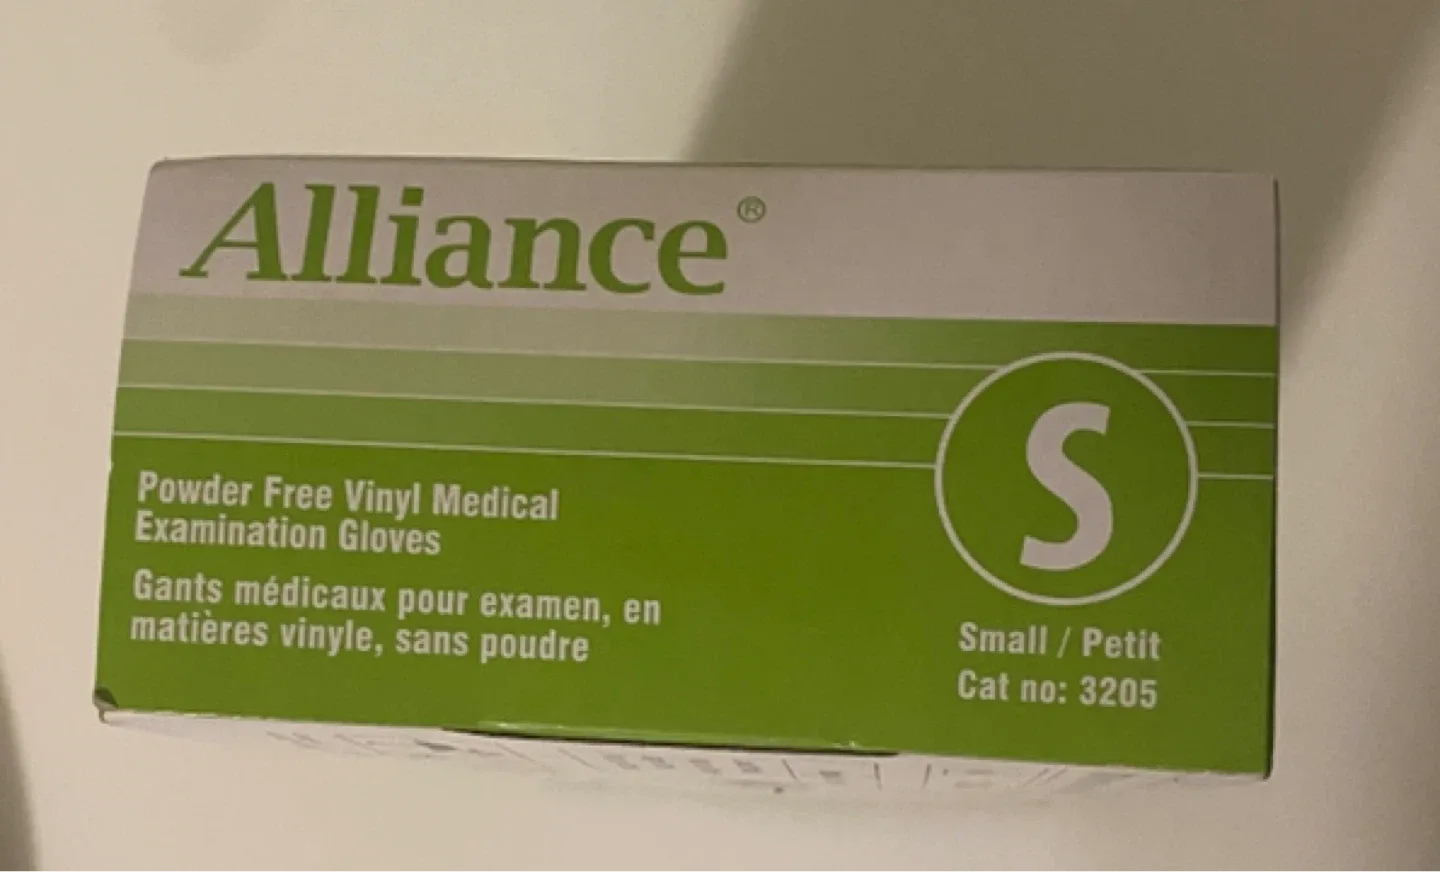 Alliance®
S
Powder Free Vinyl Medical
Examination Gloves
Gants médicaux pour examen, en
matières vinyle, sans poudre
Small / Petit
Cat no: 3205